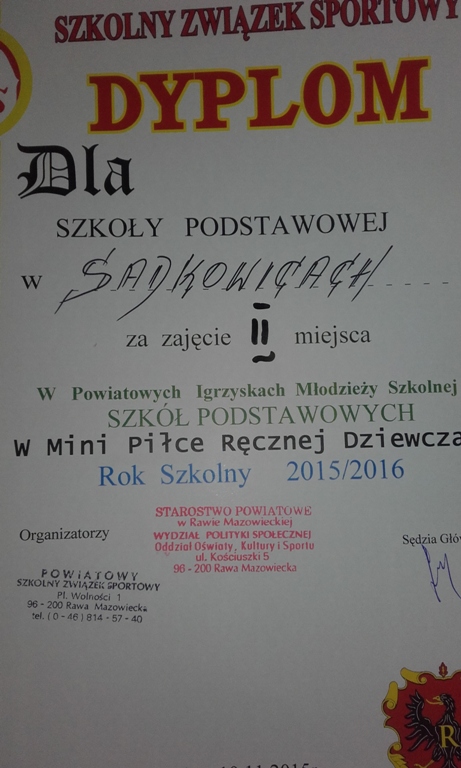 SZKOLNY ZWIĄZEK SPORTOWY
DYPLOM
Dla
SZKOŁY PODSTAWOWEJ
w SADKOWICACH
za zajęcie II miejsca
W Powiatowych Igrzyskach Młodzieży Szkolnej
SZKÓŁ PODSTAWOWYCH
W Mini Piłce Ręcznej Dziewcza
Rok Szkolny 2015/2016
STAROSTWO POWIATOWE
w Rawie Mazowieckiej
WYDZIAŁ POLITYKI SPOŁECZNEJ
Oddział Oświaty, Kultury i Sportu
ul. Kościuszki 5
96 - 200 Rawa Mazowiecka
Organizatorzy
Sędzia Głó
POWIATOWY
SZKOLNY ZWIĄZEK SPORTOWY
Pl. Wolności 1
96 - 200 Rawa Mazowiecka
tel. ( 0 - 46 ) 814 - 57 - 40
R